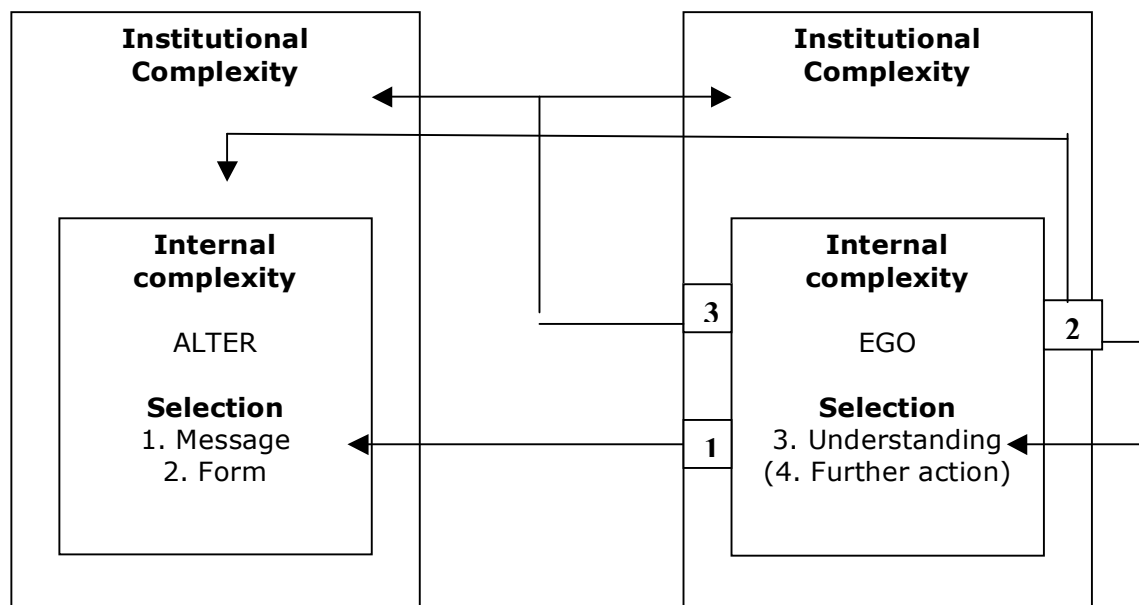 Institutional
Complexity
Internal
complexity
ALTER
Selection
1. Message
2. Form
Institutional
Complexity
Internal
complexity
EGO
Selection
3. Understanding
(4. Further action)
3
2
1